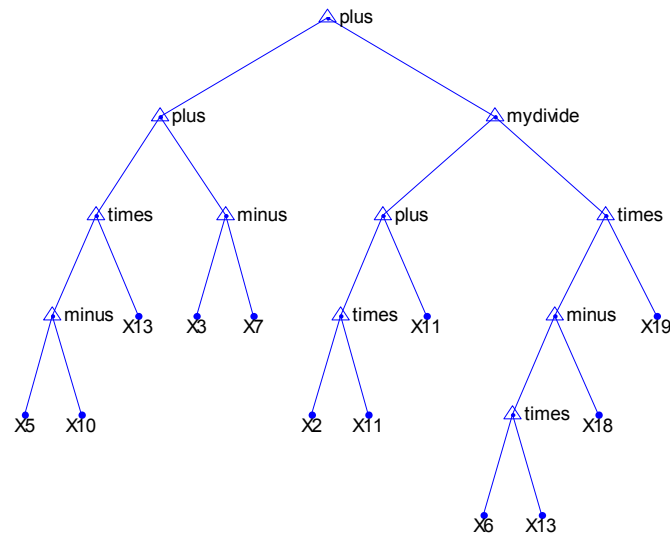 plus
plus mydivide
times minus plus times
minus X13 X3 X7 times X11 minus X19
X5 X10 X2 X11 times X18
X6 X13